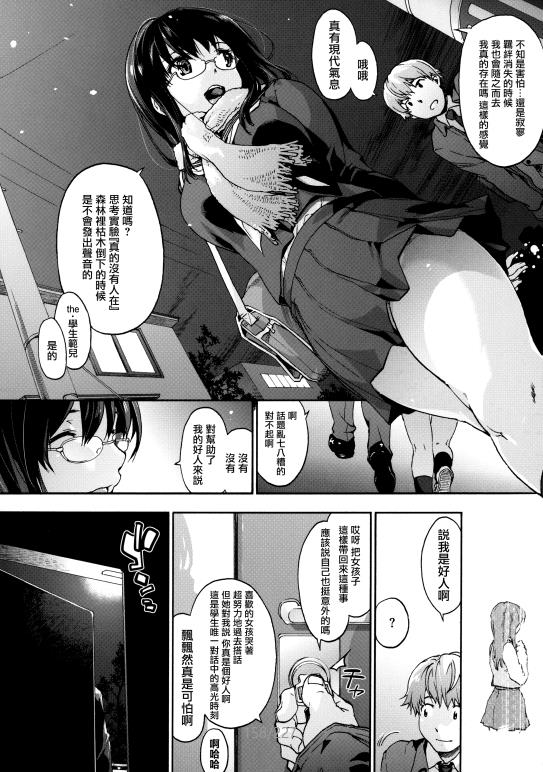 不知是害怕…還是寂寥
羈絆消失的時候
我也會隨之而去
我真的存在嗎 這樣的感覺
哦哦
真有現代氣息
知道嗎?
思考實驗『真的沒有人在』
森林裡枯木倒下的時候
是不會發出聲音的
the・學生範兒
是的
啊
話題亂七八糟的
對不起啊
沒有
沒有
對幫助了
我的好人來說
說我是好人啊
?
哎呀 把女孩子
這樣帶回來這種事
應該說自己也挺意外的嗎
喜歡的女孩哭著
超努力地過去搭話
但她對我說 你真是個好人啊
這是學生唯一對話中的高光時刻
飄飄然真是可怕啊
啊哈哈